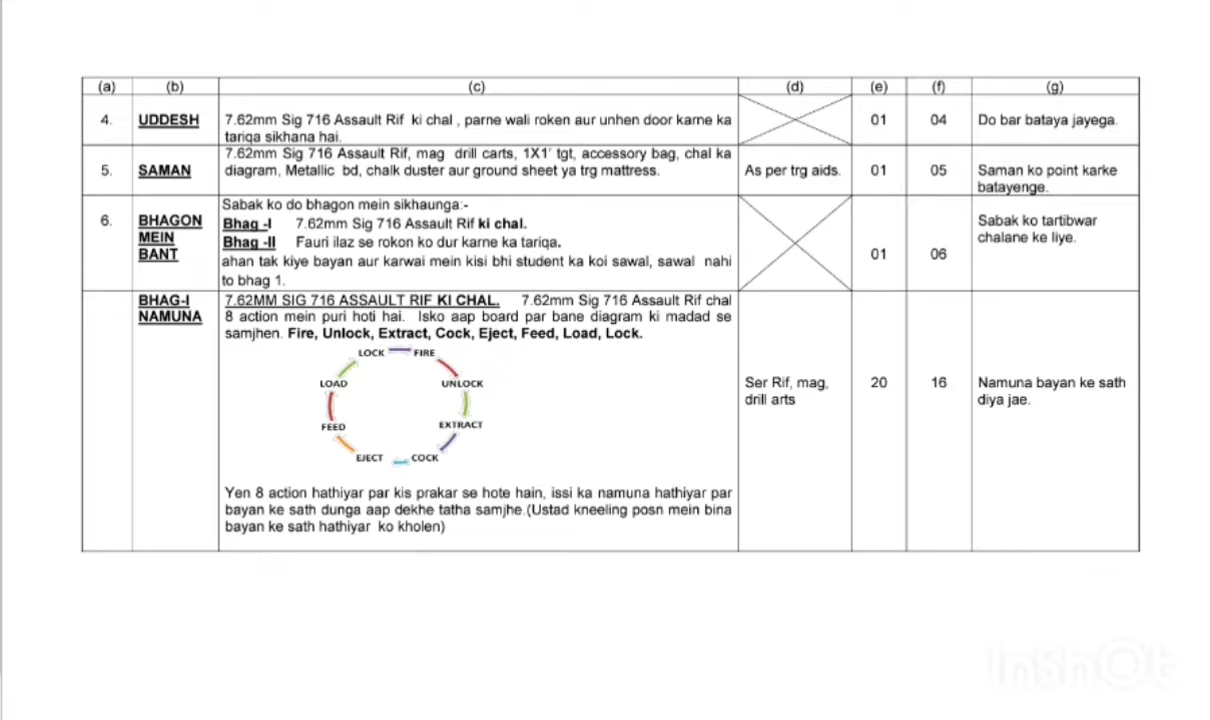 (a) (b) (c) (d) (e) (f) (g)
4. UDDESH 7.62mm Sig 716 Assault Rif ki chal , parne wali roken aur unhen door karne ka 01 04 Do bar bataya jayega.
tariqa sikhana hai.
7.62mm Sig 716 Assault Rif, mag drill carts, 1X1' tgt, accessory bag, chal ka
5. SAMAN diagram, Metallic bd, chalk duster aur ground sheet ya trg mattress. As per trg aids. 01 05 Saman ko point karke
batayenge.
Sabak ko do bhagon mein sikhaunga:-
6. BHAGON Bhag -I 7.62mm Sig 716 Assault Rif ki chal. Sabak ko tartibwar
MEIN Bhag -II Fauri ilaz se rokon ko dur karne ka tariqa. chalane ke liye.
BANT ahan tak kiye bayan aur karwai mein kisi bhi student ka koi sawal, sawal nahi 01 06
to bhag 1.
BHAG-I 7.62MM SIG 716 ASSAULT RIF KI CHAL. 7.62mm Sig 716 Assault Rif chal
NAMUNA 8 action mein puri hoti hai. Isko aap board par bane diagram ki madad se
samjhen. Fire, Unlock, Extract, Cock, Eject, Feed, Load, Lock.
LOCK FIRE
LOAD UNLOCK Ser Rif, mag, 20 16 Namuna bayan ke sath
drill arts diya jae.
FEED EXTRACT
EJECT COCK
Yen 8 action hathiyar par kis prakar se hote hain, issi ka namuna hathiyar par
bayan ke sath dunga aap dekhe tatha samjhe.(Ustad kneeling posn mein bina
bayan ke sath hathiyar ko kholen)
InShOt